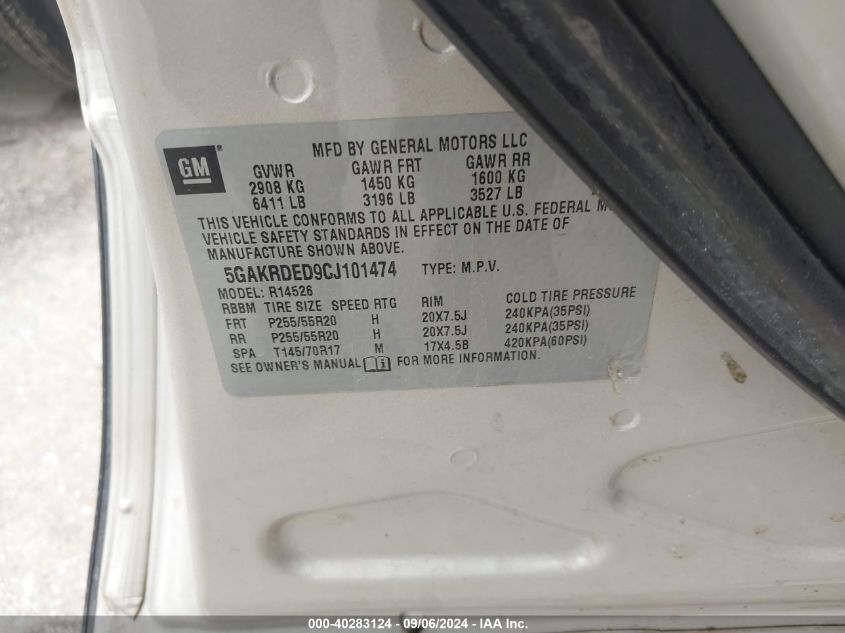 GM
MFD BY GENERAL MOTORS LLC
GVWR GAWR FRT GAWR RR
2908 KG 1450 KG 1600 KG
6411 LB 3196 LB 3527 LB
THIS VEHICLE CONFORMS TO ALL APPLICABLE U.S. FEDERAL
VEHICLE SAFETY STANDARDS IN EFFECT ON THE DATE OF
MANUFACTURE SHOWN ABOVE.
5GAKRDED9CJ101474 TYPE: M.P.V.
MODEL: R14526
RBBM TIRE SIZE SPEED RTG RIM COLD TIRE PRESSURE
FRT P255/55R20 H 20X7.5J 240KPA(35PSI)
RR P255/55R20 H 20X7.5J 240KPA(35PSI)
SPA T145/70R17 M 17X4.5B 420KPA(60PSI)
SEE OWNER'S MANUAL FOR MORE INFORMATION.
000-40283124 - 09/06/2024 - IAA Inc.